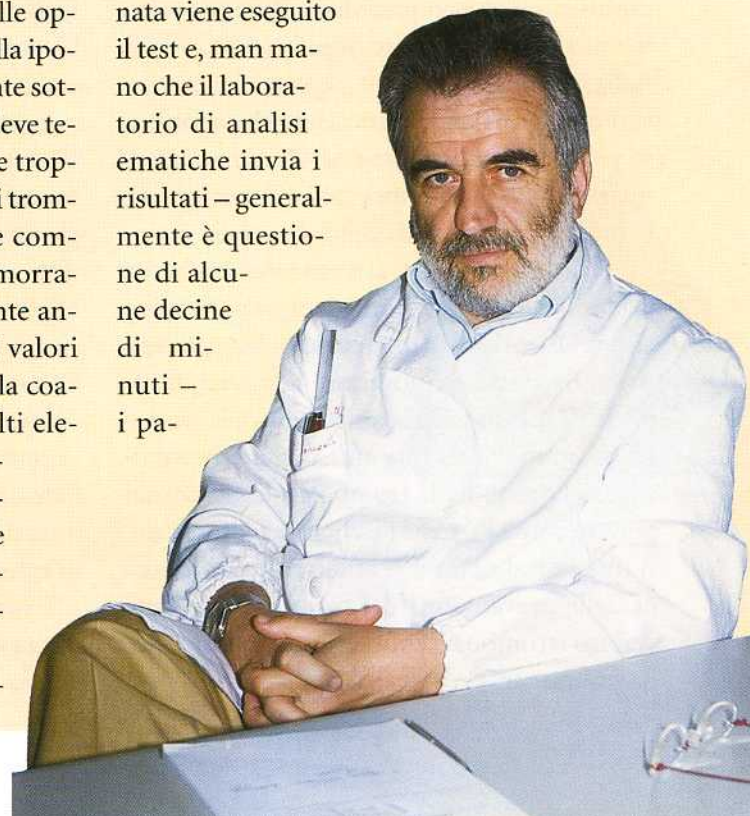 lle op-
lla ipo-
nte sot-
eve te-
e trop-
i trom-
e com-
morra-
nte an-
valori
la coa-
lti ele-
-
-
e
-
-
-
nata viene eseguito
il test e, man ma-
no che il labora-
torio di analisi
ematiche invia i
risultati – general-
mente è questio-
ne di alcu-
ne decine
di mi-
nuti –
i pa-